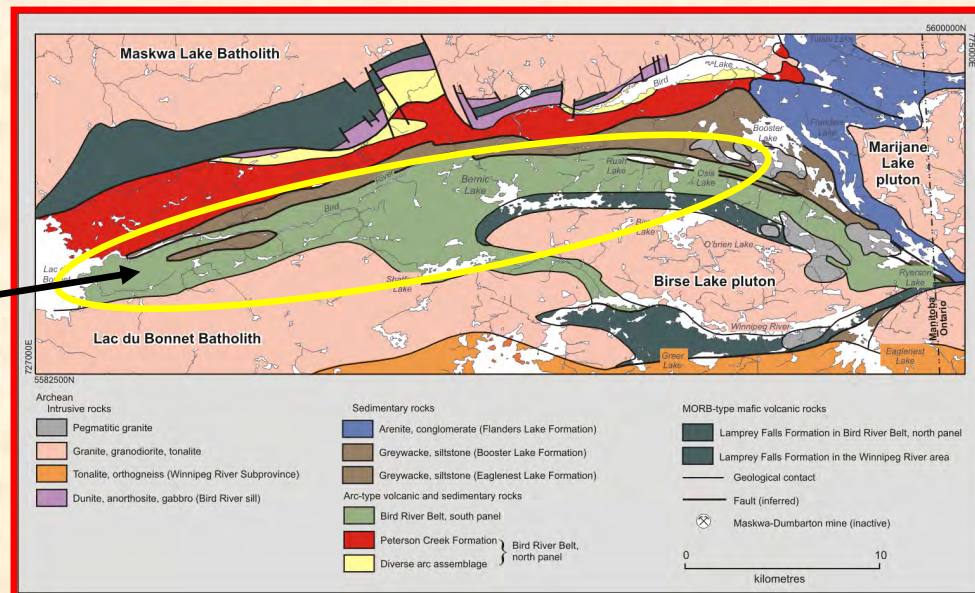 5600000N
775000E
Maskwa Lake Batholith
Bird
Lake
Flanders
Lake
Booster
Lake
Marijane
Lake
pluton
Rush
Lake
Osis
Lake
Bernic
Lake
River
Bird
O'brien Lake
Lac
Birse Lake pluton
Ryerson
Lake
Lake
Manitoba
Ontario
Lac du Bonnet Batholith
Winnipeg River
Greer
Lake
Eaglenest
Lake
727000E
5582500N
Archean
Intrusive rocks
Pegmatitic granite
Granite, granodiorite, tonalite
Tonalite, orthogneiss (Winnipeg River Subprovince)
Dunite, anorthosite, gabbro (Bird River sill)
Sedimentary rocks
Arenite, conglomerate (Flanders Lake Formation)
Greywacke, siltstone (Booster Lake Formation)
Greywacke, siltstone (Eaglenest Lake Formation)
Arc-type volcanic and sedimentary rocks
Bird River Belt, south panel
Peterson Creek Formation
Diverse arc assemblage
Bird River Belt,
north panel
MORB-type mafic volcanic rocks
Lamprey Falls Formation in Bird River Belt, north panel
Lamprey Falls Formation in the Winnipeg River area
Geological contact
Fault (inferred)
Maskwa-Dumbarton mine (inactive)
0 10
kilometres